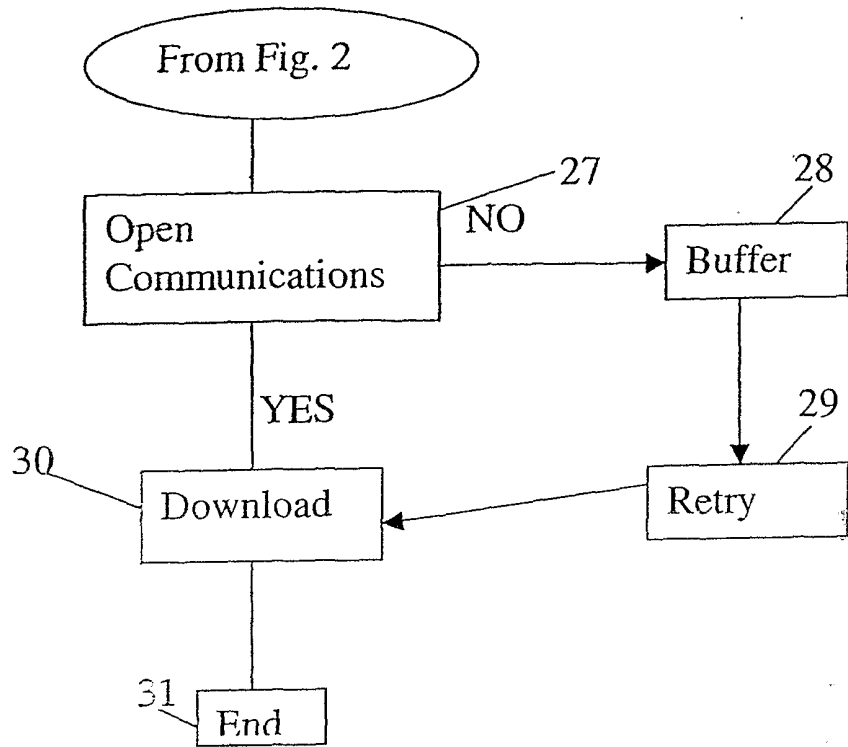 From Fig. 2
27
NO
28
Open
Communications
Buffer
YES
29
30
Download
Retry
31
End